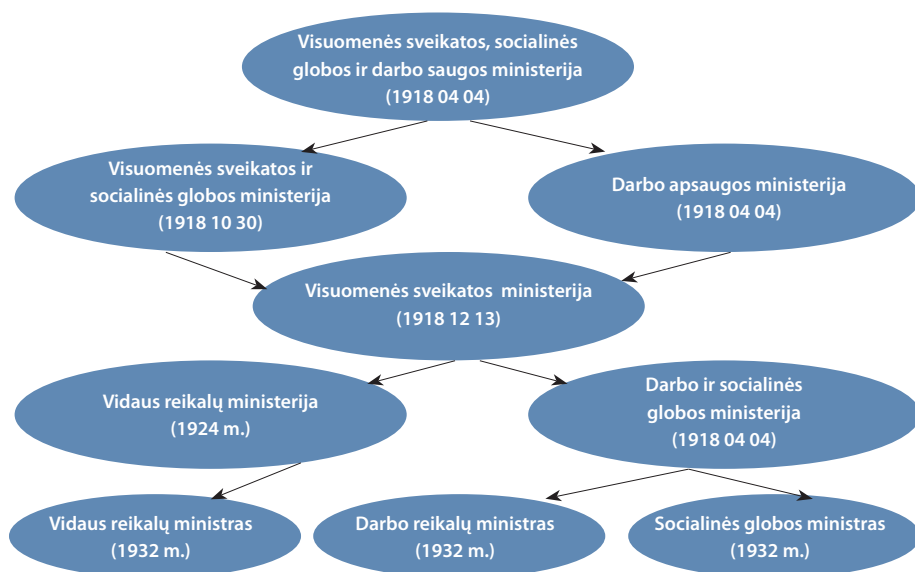 Visuomenės sveikatos, socialinės
globos ir darbo saugos ministerija
(1918 04 04)
Visuomenės sveikatos ir
socialinės globos ministerija
(1918 10 30)
Darbo apsaugos ministerija
(1918 04 04)
Visuomenės sveikatos ministerija
(1918 12 13)
Vidaus reikalų ministerija
(1924 m.)
Darbo ir socialinės
globos ministerija
(1918 04 04)
Vidaus reikalų ministras
(1932 m.)
Darbo reikalų ministras
(1932 m.)
Socialinės globos ministras
(1932 m.)